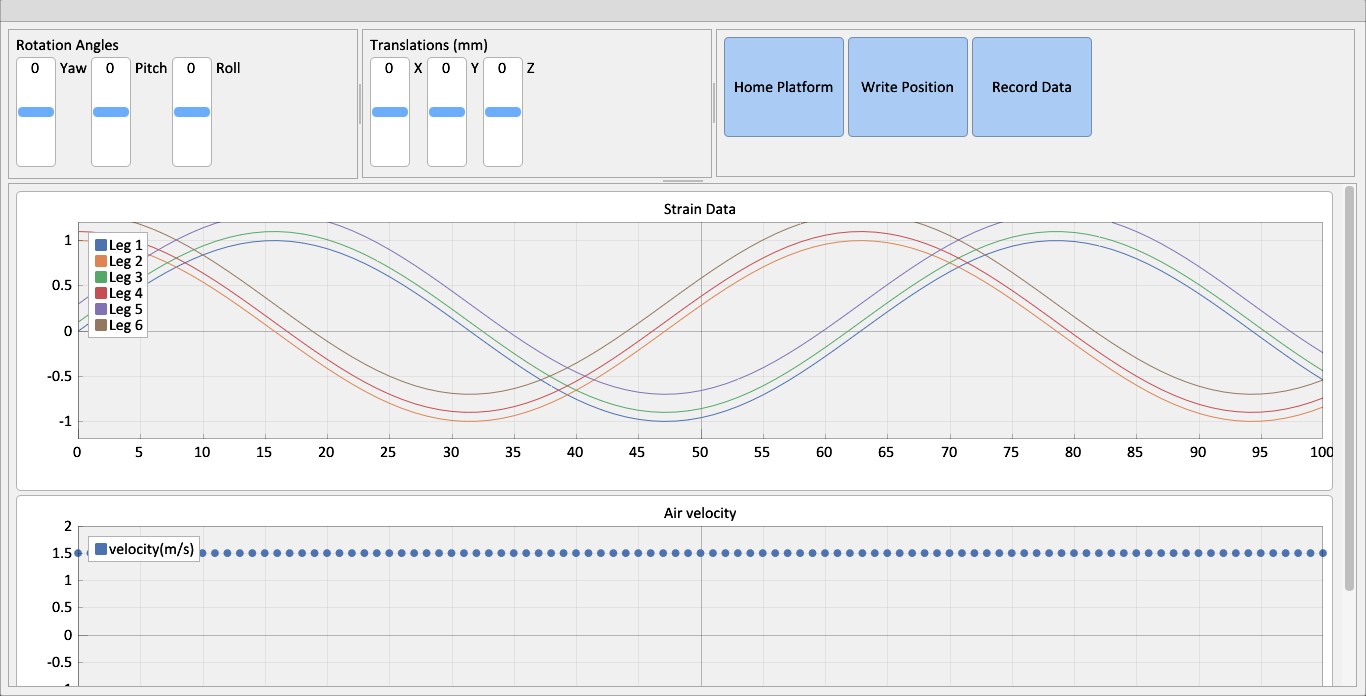 Rotation Angles
0 Yaw 0 Pitch 0 Roll
Translations (mm)
0 X 0 Y 0 Z
Home Platform
Write Position
Record Data
Strain Data
Leg 1
Leg 2
Leg 3
Leg 4
Leg 5
Leg 6
1
0.5
0
-0.5
-1
0 5 10 15 20 25 30 35 40 45 50 55 60 65 70 75 80 85 90 95 100
Air velocity
velocity(m/s)
2
1.5
1
0.5
0
-0.5